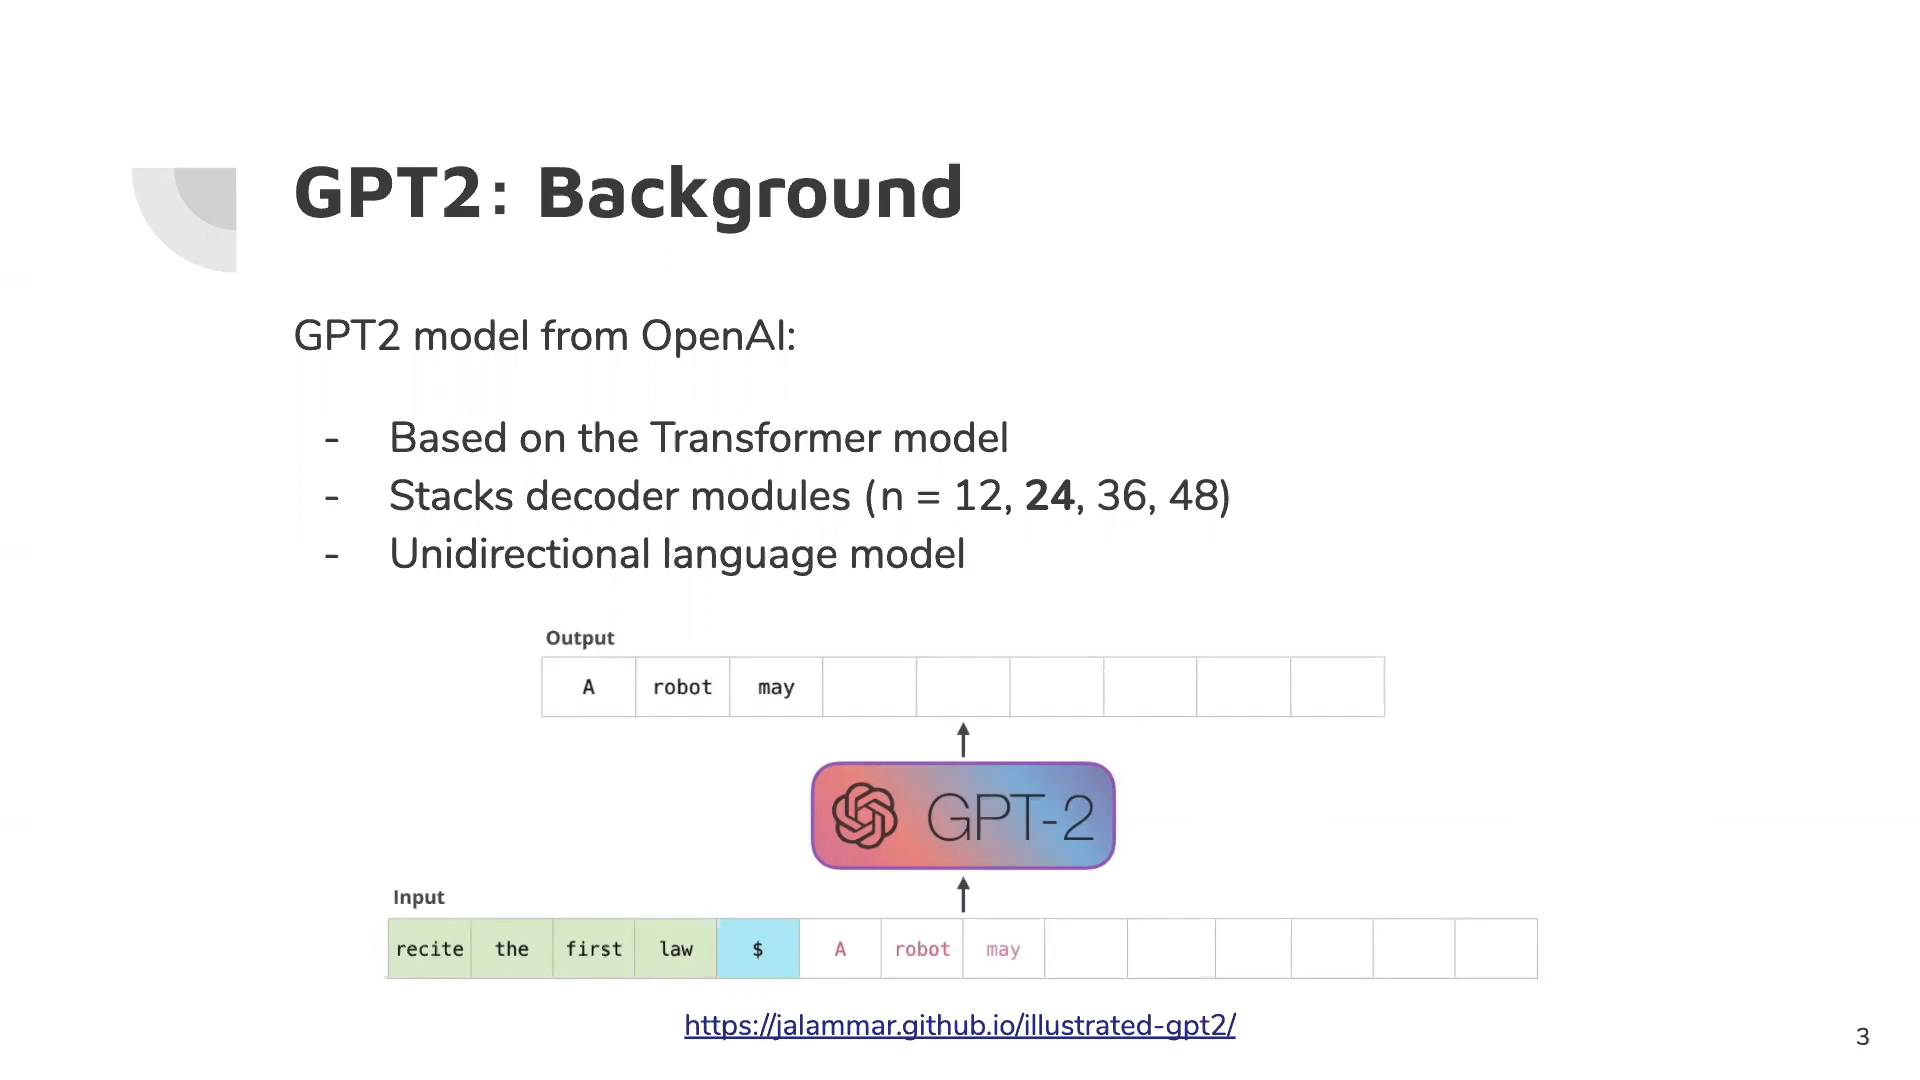 GPT2: Background
GPT2 model from OpenAI:
- Based on the Transformer model
- Stacks decoder modules (n = 12, 24, 36, 48)
- Unidirectional language model
Output
A robot may
GPT-2
Input
recite the first law $ A robot may
https://jalammar.github.io/illustrated-gpt2/
3